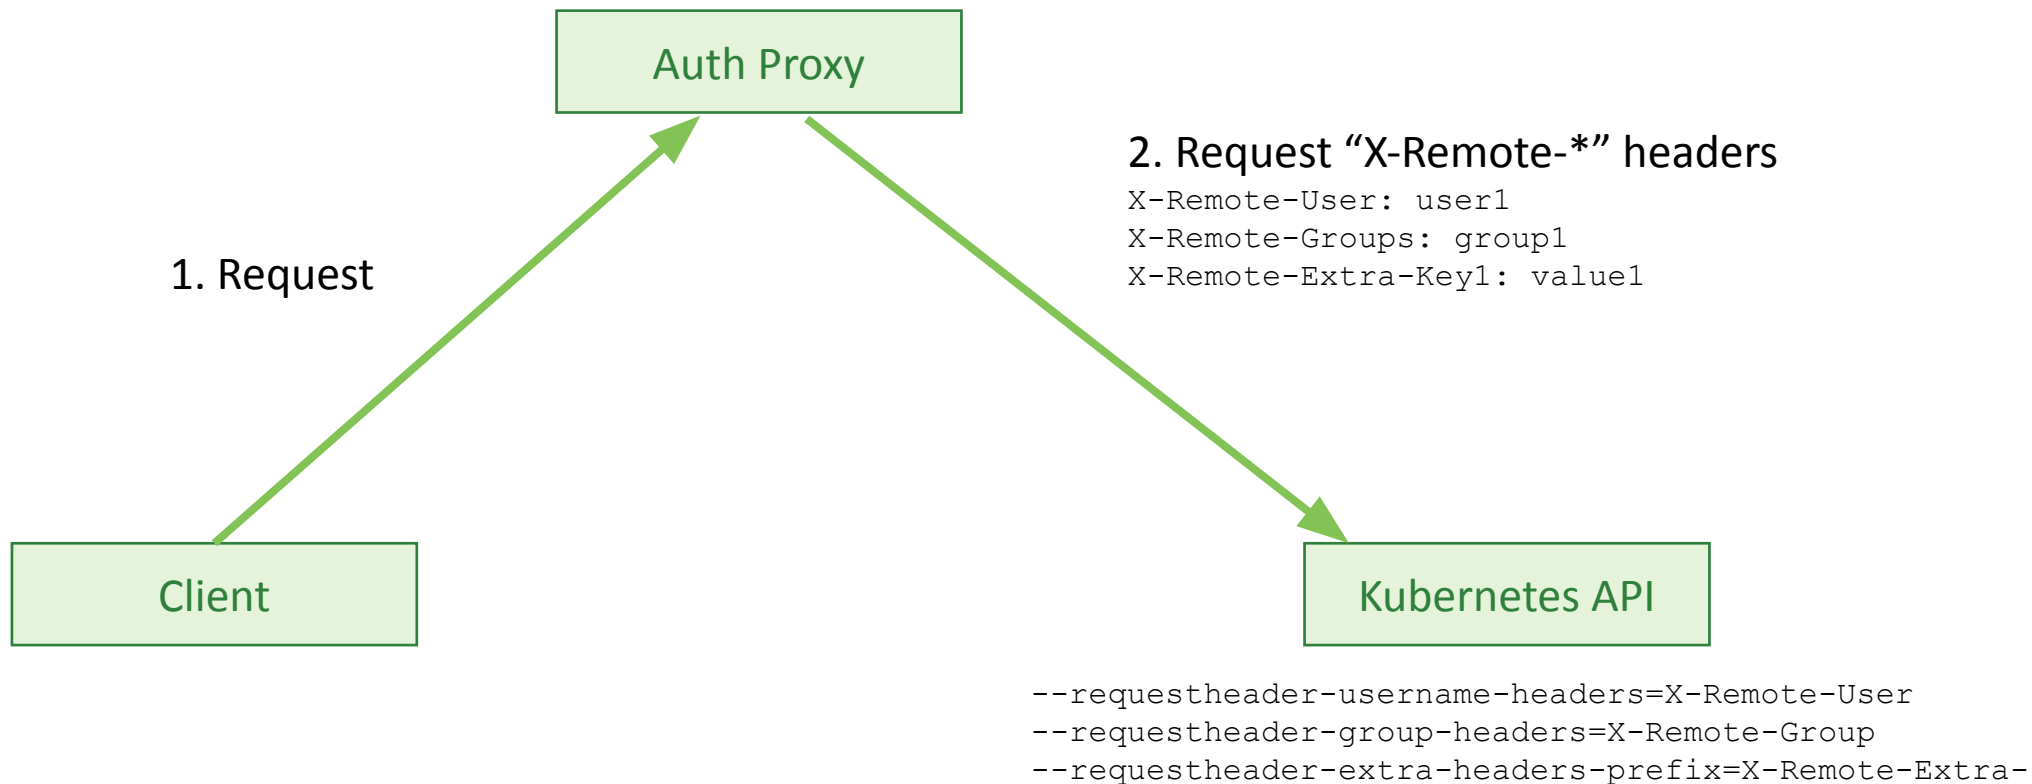 Auth Proxy
2. Request “X-Remote-*” headers
X-Remote-User: user1
X-Remote-Groups: group1
X-Remote-Extra-Key1: value1
1. Request
Client
Kubernetes API
--requestheader-username-headers=X-Remote-User
--requestheader-group-headers=X-Remote-Group
--requestheader-extra-headers-prefix=X-Remote-Extra-